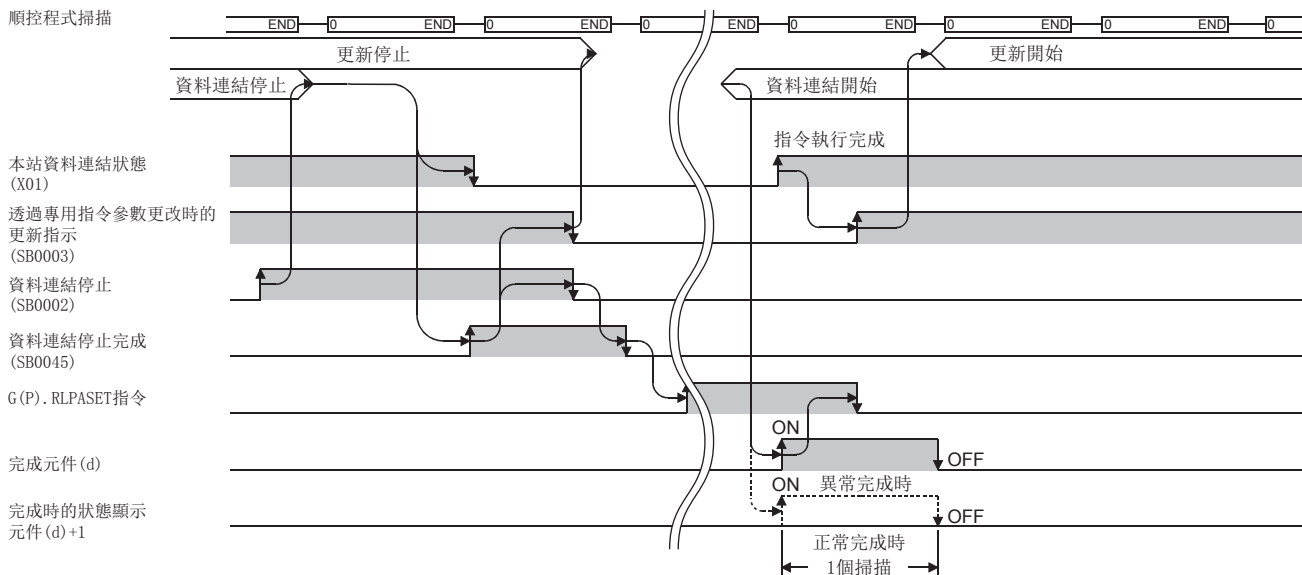 順控程式掃描
END 0 END 0 END 0 END 0 END 0 END 0 END 0
更新停止
更新開始
資料連結停止
資料連結開始
指令執行完成
本站資料連結狀態
(X01)
透過專用指令參數更改時的
更新指示
(SB0003)
資料連結停止
(SB0002)
資料連結停止完成
(SB0045)
G(P).RLPASET指令
ON
完成元件(d)
OFF
ON 異常完成時
完成時的狀態顯示
元件(d)+1
OFF
正常完成時
1個掃描